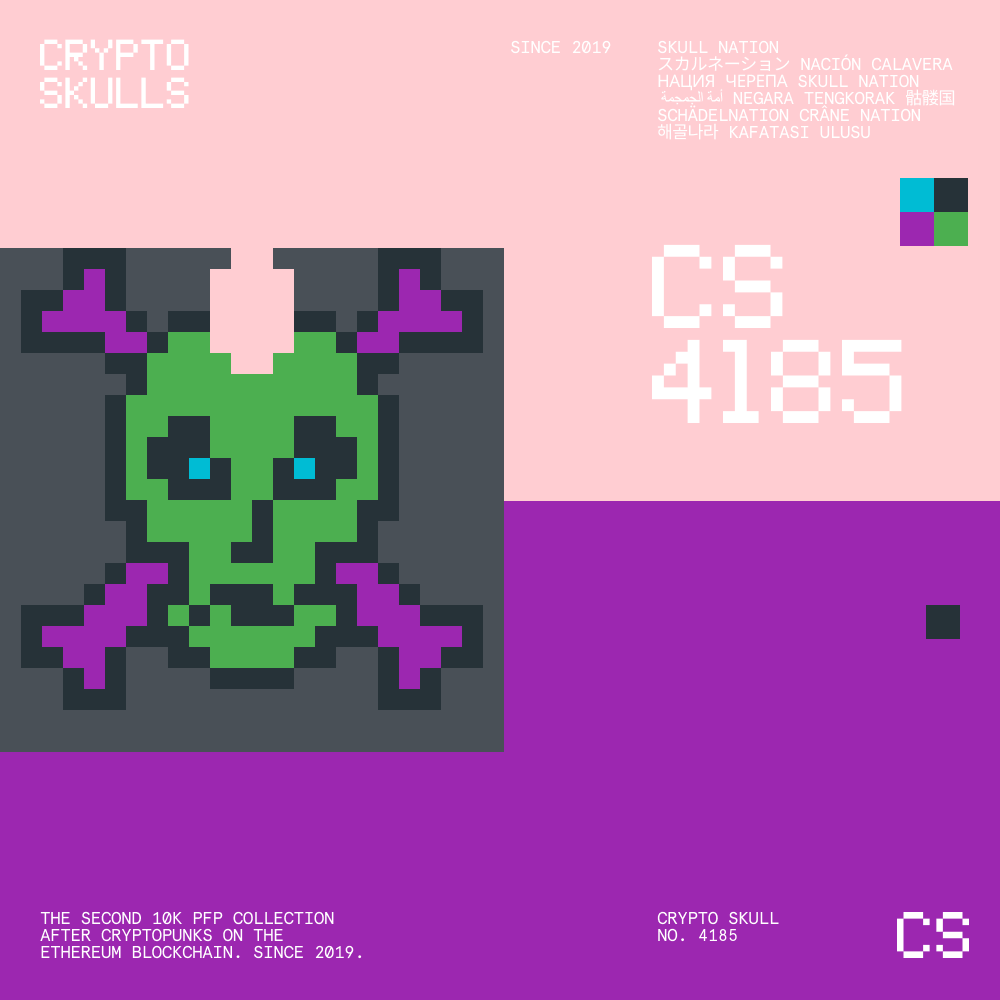 CRYPTO
SKULLS
SINCE 2019
SKULL NATION
スカルネーション NACIÓN CALAVERA
НАЦИЯ ЧЕРЕПА SKULL NATION
أمة الجمجمة NEGARA TENGKORAK 骷髅国
SCHÄDELNATION CRÂNE NATION
해골나라 KAFATASI ULUSU
CS
4185
THE SECOND 10K PFP COLLECTION
AFTER CRYPTOPUNKS ON THE
ETHEREUM BLOCKCHAIN. SINCE 2019.
CRYPTO SKULL
NO. 4185
CS